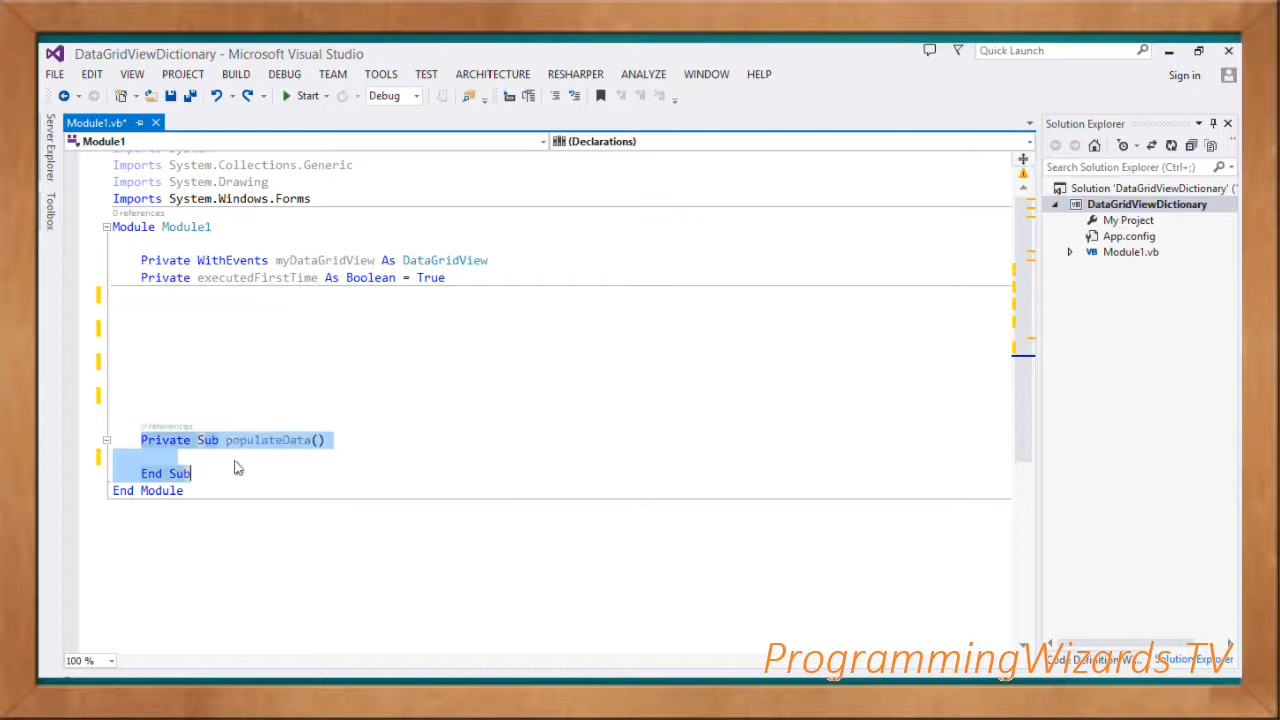 DataGridViewDictionary - Microsoft Visual Studio
Quick Launch
FILE EDIT VIEW PROJECT BUILD DEBUG TEAM TOOLS TEST ARCHITECTURE RESHARPER ANALYZE WINDOW HELP
Sign in
Start Debug
Server Explorer
Toolbox
Module1.vb*
Module1
(Declarations)
Imports System.Collections.Generic
Imports System.Drawing
Imports System.Windows.Forms
0 references
Module Module1
Private WithEvents myDataGridView As DataGridView
Private executedFirstTime As Boolean = True
Private Sub populateData()
End Sub
End Module
100 %
Solution Explorer
Search Solution Explorer (Ctrl+;)
Solution 'DataGridViewDictionary' (
DataGridViewDictionary
My Project
App.config
Module1.vb
Code Definition W... Solution Explorer
ProgrammingWizards TV